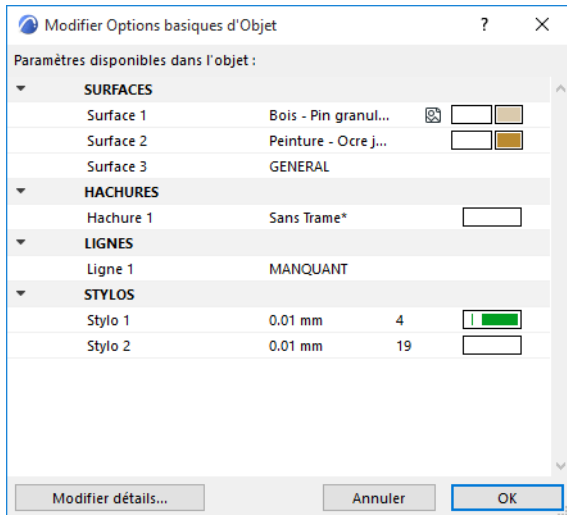 Modifier Options basiques d'Objet ?
Paramètres disponibles dans l'objet :
SURFACES
Surface 1 Bois - Pin granul...
Surface 2 Peinture - Ocre j...
Surface 3 GENERAL
HACHURES
Hachure 1 Sans Trame*
LIGNES
Ligne 1 MANQUANT
STYLOS
Stylo 1 0.01 mm 4
Stylo 2 0.01 mm 19
Modifier détails... Annuler OK